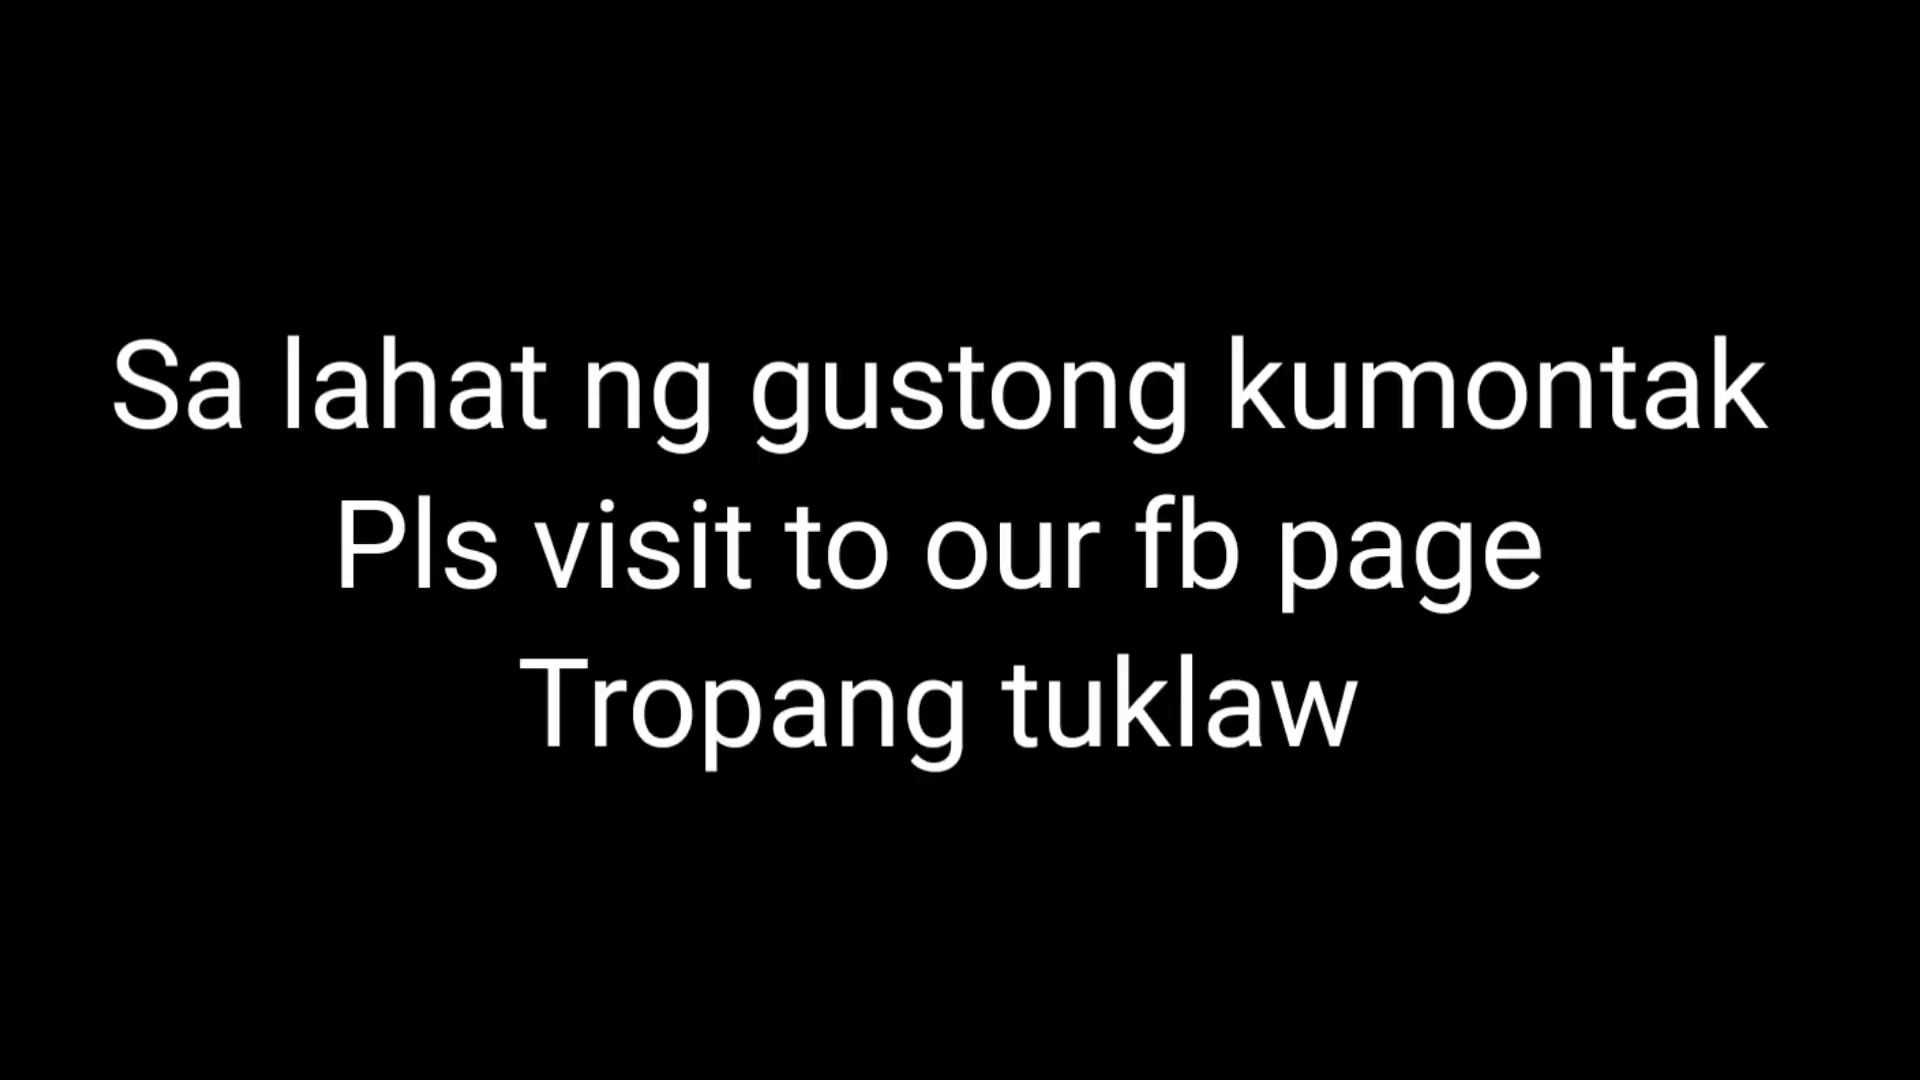 Sa lahat ng gustong kumontak
Pls visit to our fb page
Tropang tuklaw